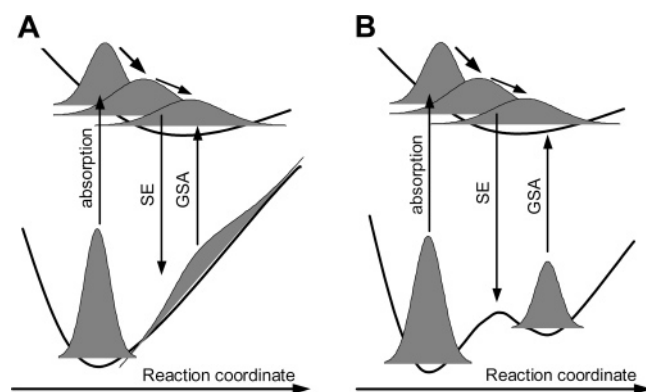 A
absorption
SE
GSA
Reaction coordinate
B
absorption
SE
GSA
Reaction coordinate